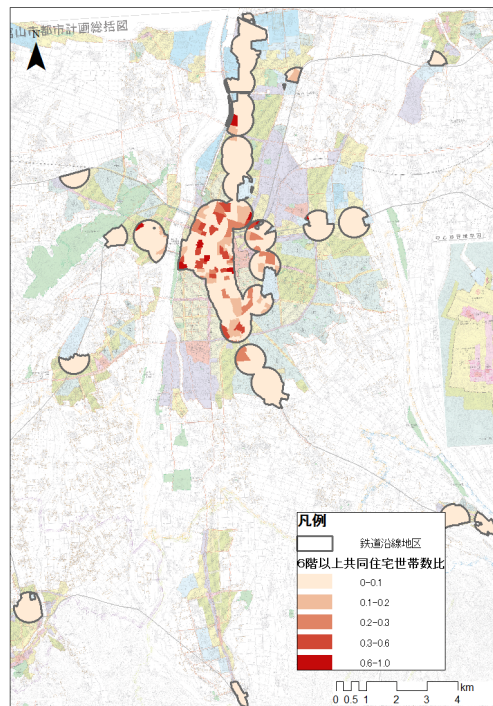 富山市都市計画総括図
N
凡例
鉄道沿線地区
6階以上共同住宅世帯数比
0-0.1
0.1-0.2
0.2-0.3
0.3-0.6
0.6-1.0
km
0 0.5 1 2 3 4